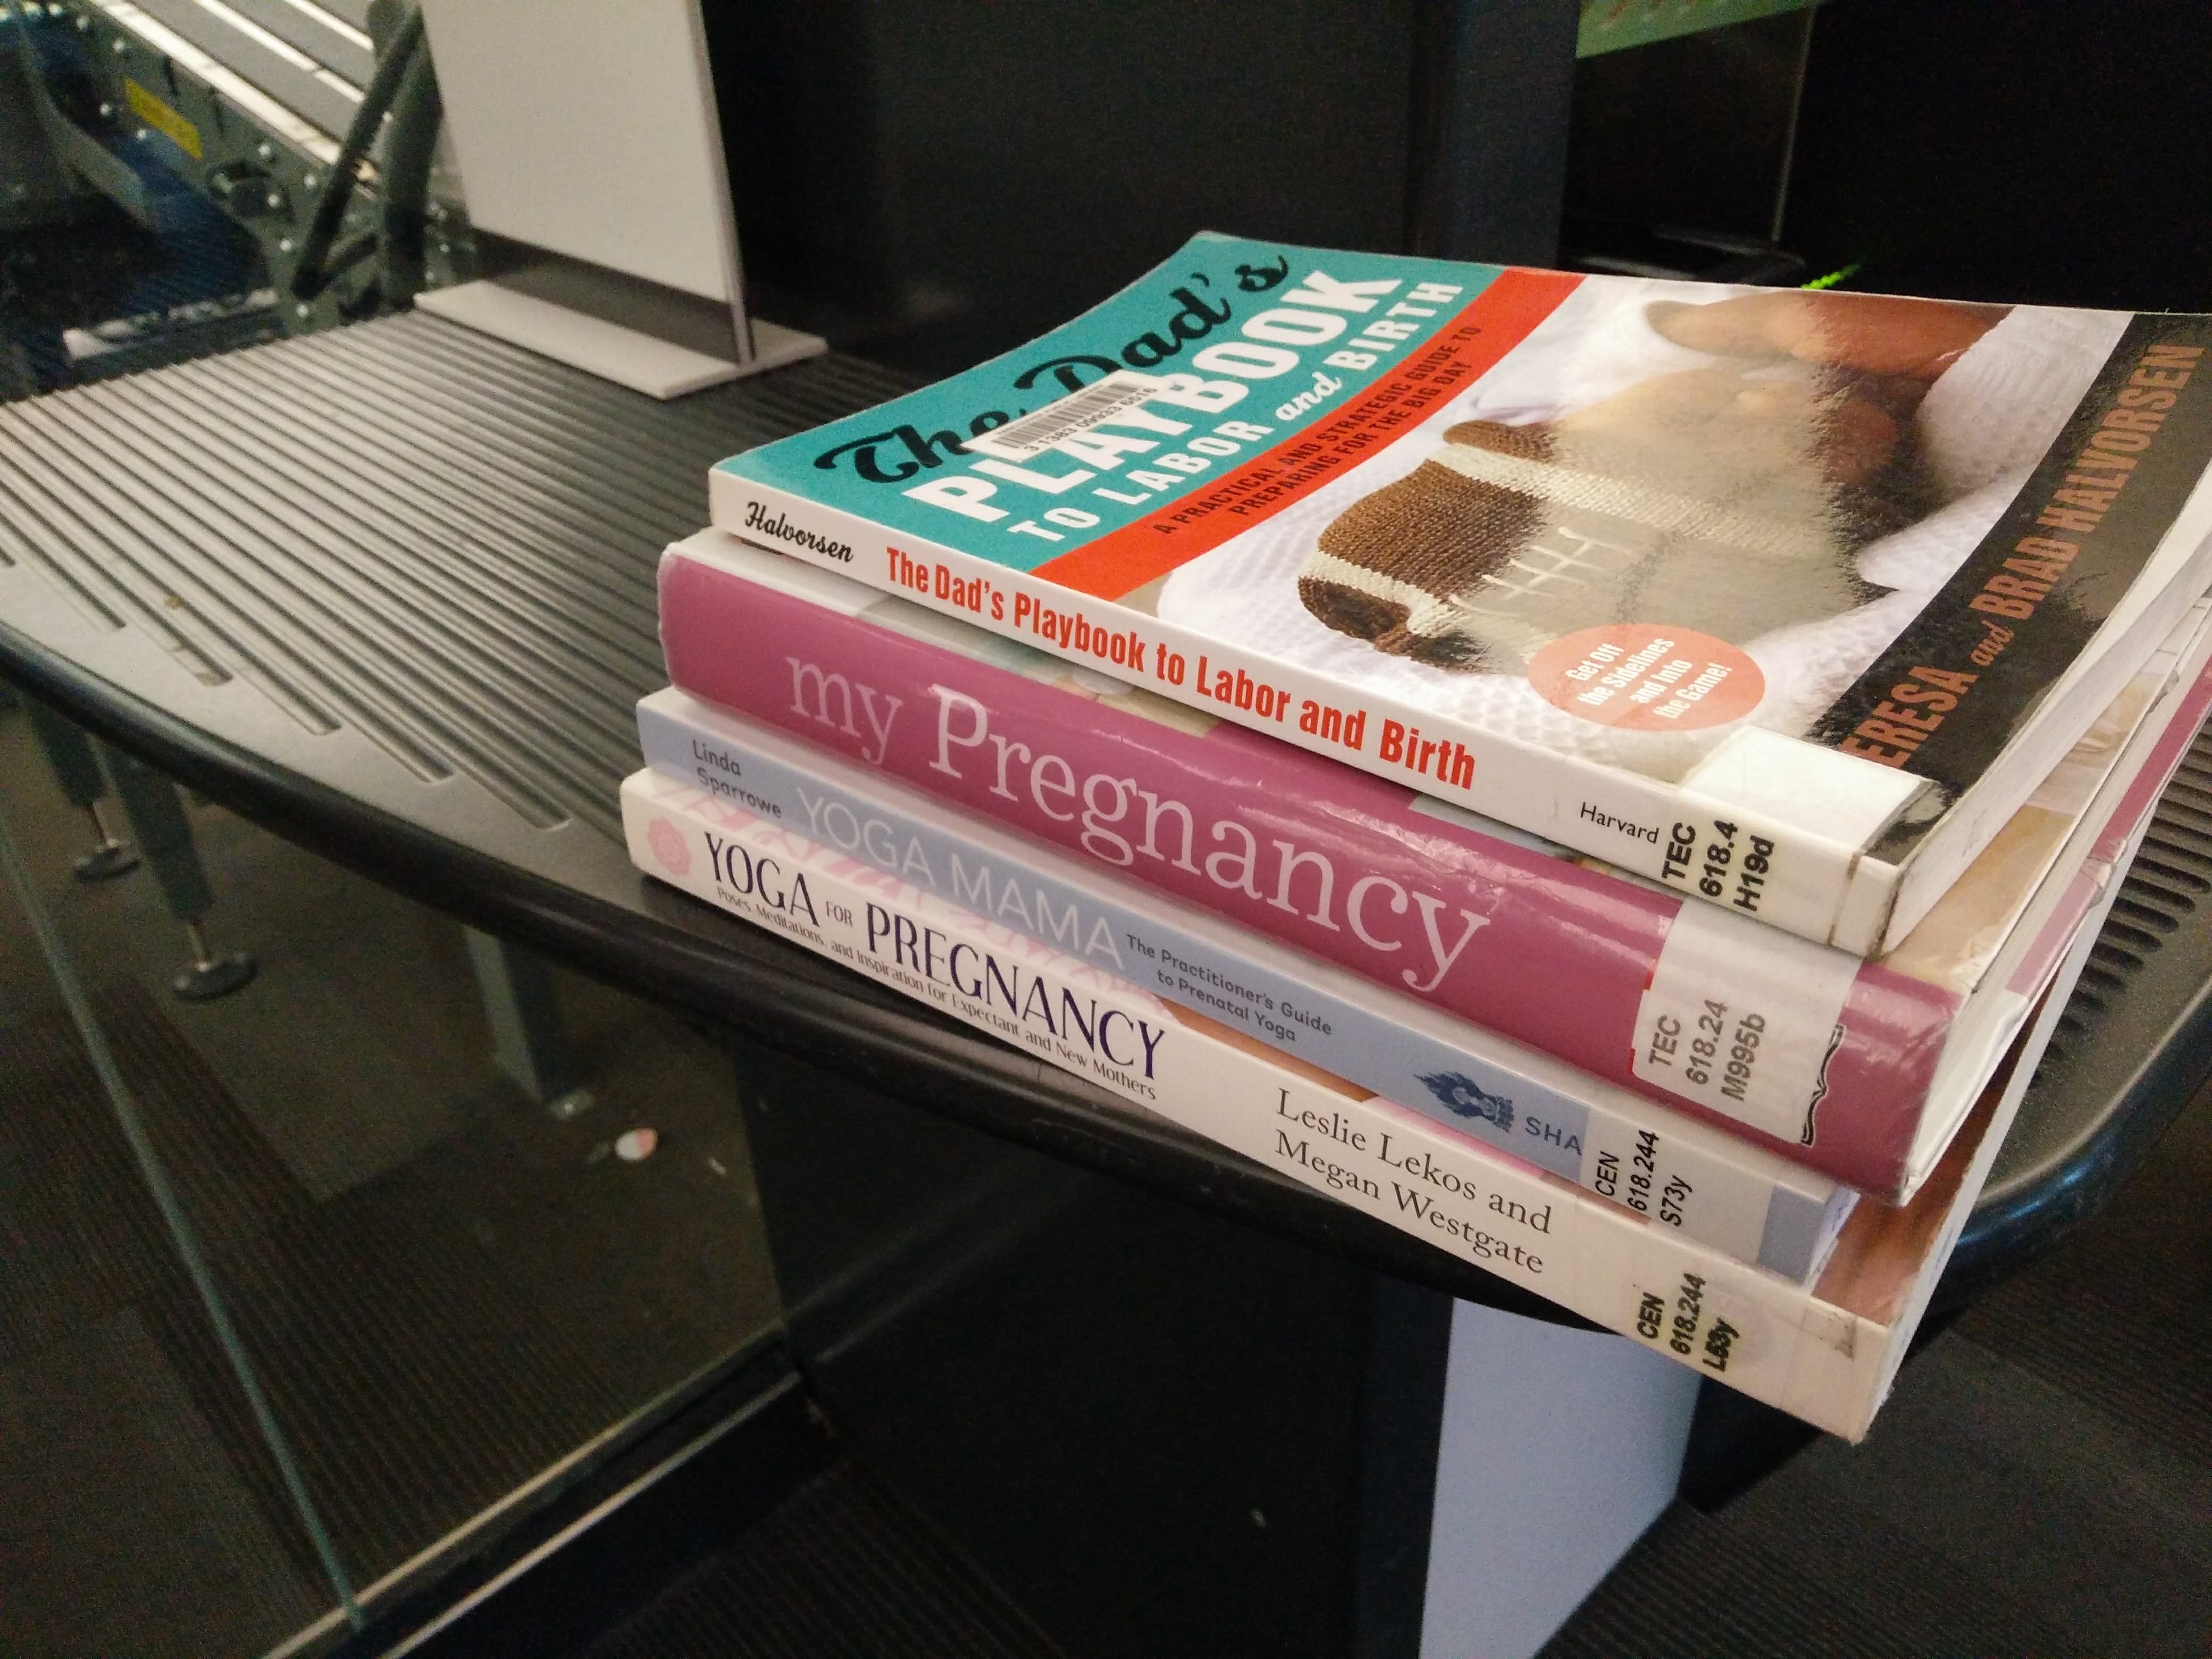 The Dad's
PLAYBOOK
TO LABOR and BIRTH
3 1383 09933 6516
A PRACTICAL AND STRATEGIC GUIDE TO
PREPARING FOR THE BIG DAY
Get Off
the Sidelines
and Into
the Game!
ERESA and BRAD HALVORSEN
Halvorsen
The Dad's Playbook to Labor and Birth
Harvard
TEC
618.4
H19d
my Pregnancy
TEC
618.24
M995b
Linda
Sparrowe
YOGA MAMA
The Practitioner's Guide
to Prenatal Yoga
SHA
CEN
618.244
S73y
YOGA FOR PREGNANCY
Poses, Meditations, and Inspiration for Expectant and New Mothers
Leslie Lekos and
Megan Westgate
CEN
618.244